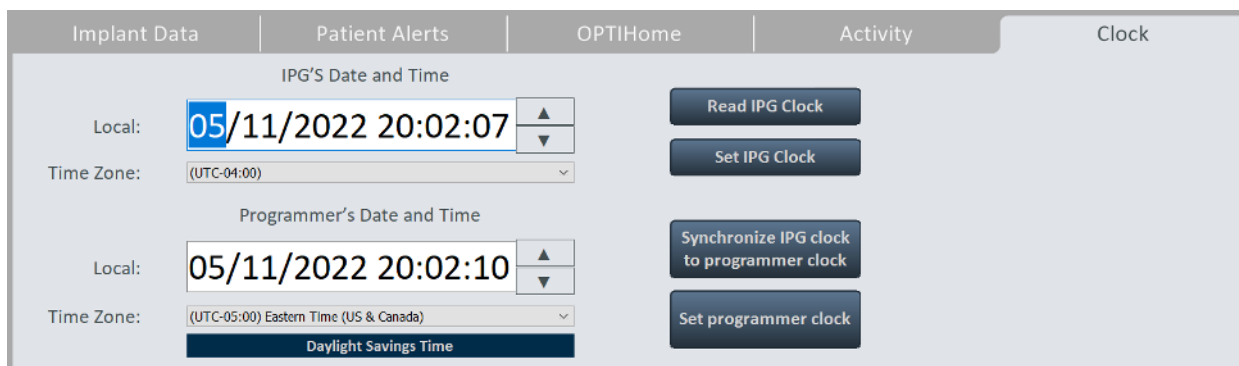 Implant Data
Patient Alerts
OPTIHome
Activity
Clock
IPG'S Date and Time
Local:
05/11/2022 20:02:07
Read IPG Clock
Set IPG Clock
Time Zone:
(UTC-04:00)
Programmer's Date and Time
Local:
05/11/2022 20:02:10
Synchronize IPG clock
to programmer clock
Time Zone:
(UTC-05:00) Eastern Time (US & Canada)
Set programmer clock
Daylight Savings Time